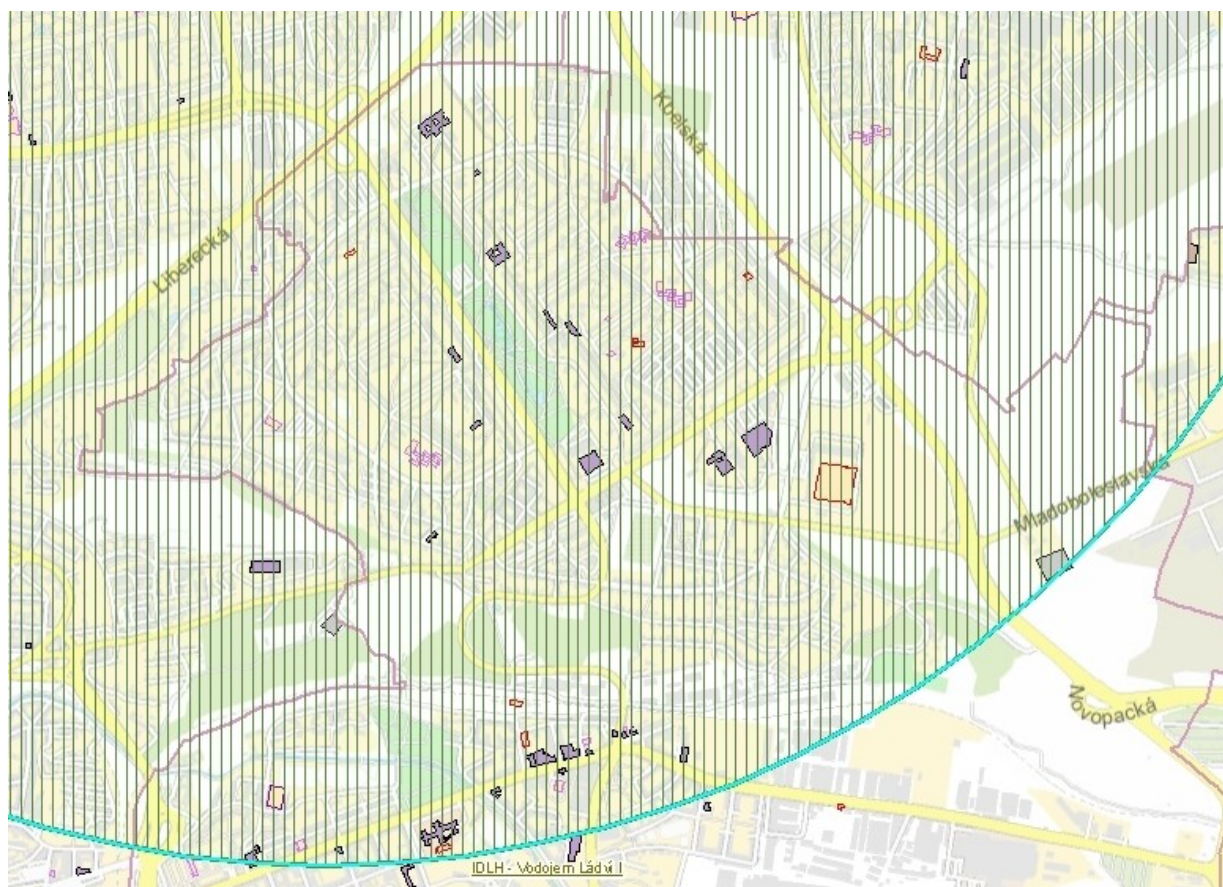 Kbelská
Liberecká
Mladoboleslavská
Novopacká
IDLH - Vodojem Ládví I